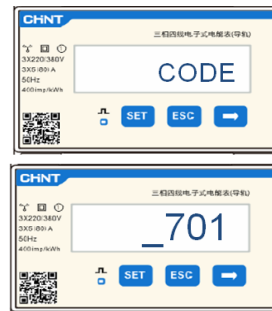 CHNT
三相四线电子式电能表(导轨)
3X220/380V
3X5(80)A
50Hz
400imp/kWh
CODE
SET
ESC
CHNT
三相四线电子式电能表(导轨)
3X220/380V
3X5(80)A
50Hz
400imp/kWh
_701
SET
ESC